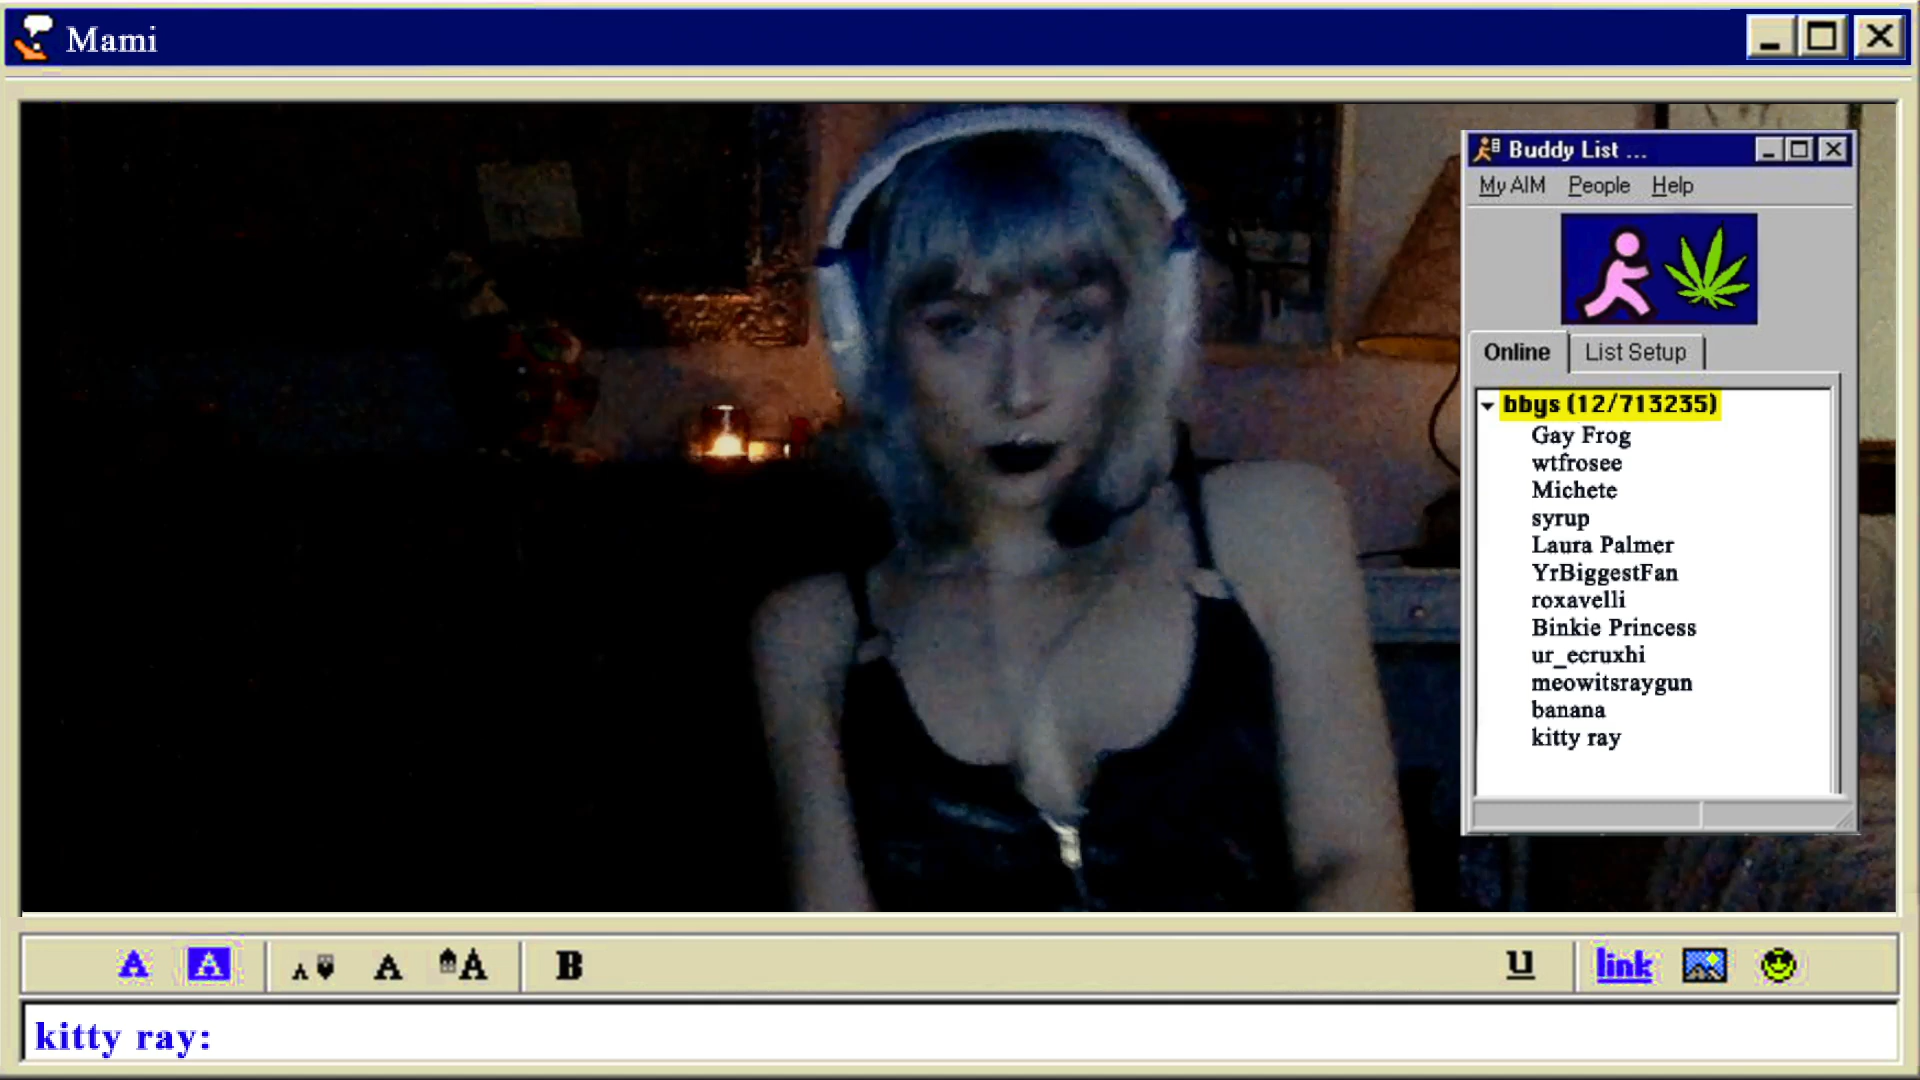 Mami
Buddy List ...
My AIM People Help
Online List Setup
bbys (12/713235)
Gay Frog
wtfrosee
Michete
syrup
Laura Palmer
YrBiggestFan
roxavelli
Binkie Princess
ur_ecruxhi
meowitsraygun
banana
kitty ray
A A A A A B U link
kitty ray: